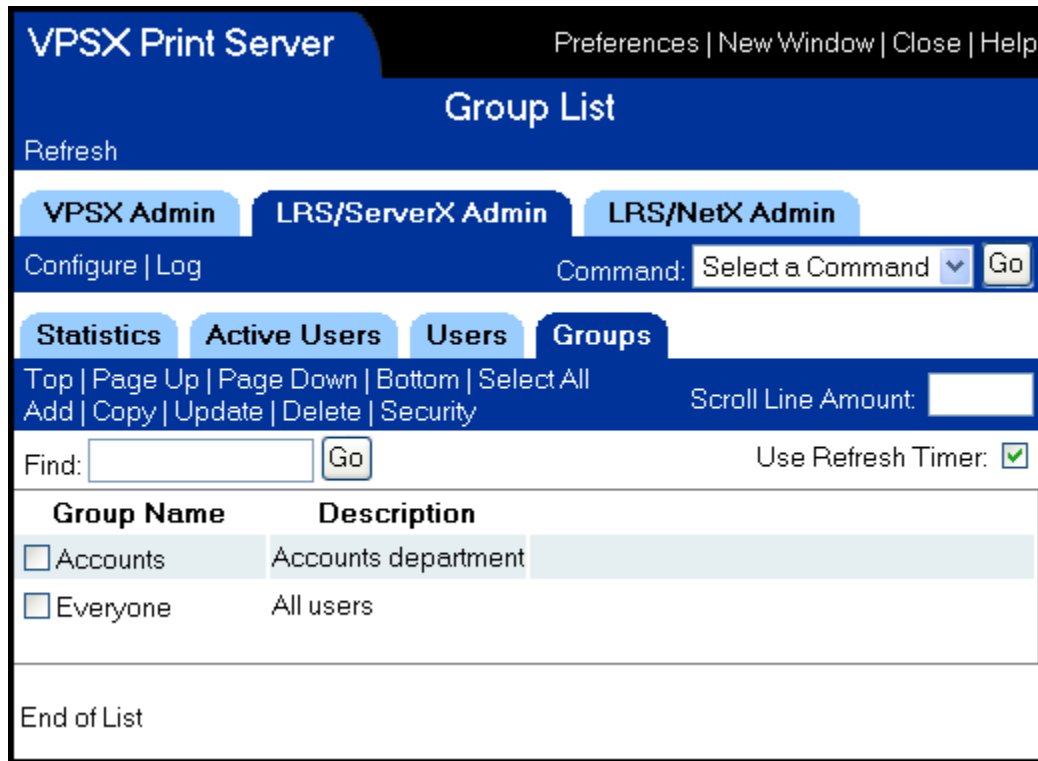 VPSX Print Server
Preferences | New Window | Close | Help
Group List
Refresh
VPSX Admin LRS/ServerX Admin LRS/NetX Admin
Configure | Log Command: Select a Command Go
Statistics Active Users Users Groups
Top | Page Up | Page Down | Bottom | Select All
Add | Copy | Update | Delete | Security
Scroll Line Amount:
Find: Go Use Refresh Timer:
Group Name Description
Accounts Accounts department
Everyone All users
End of List